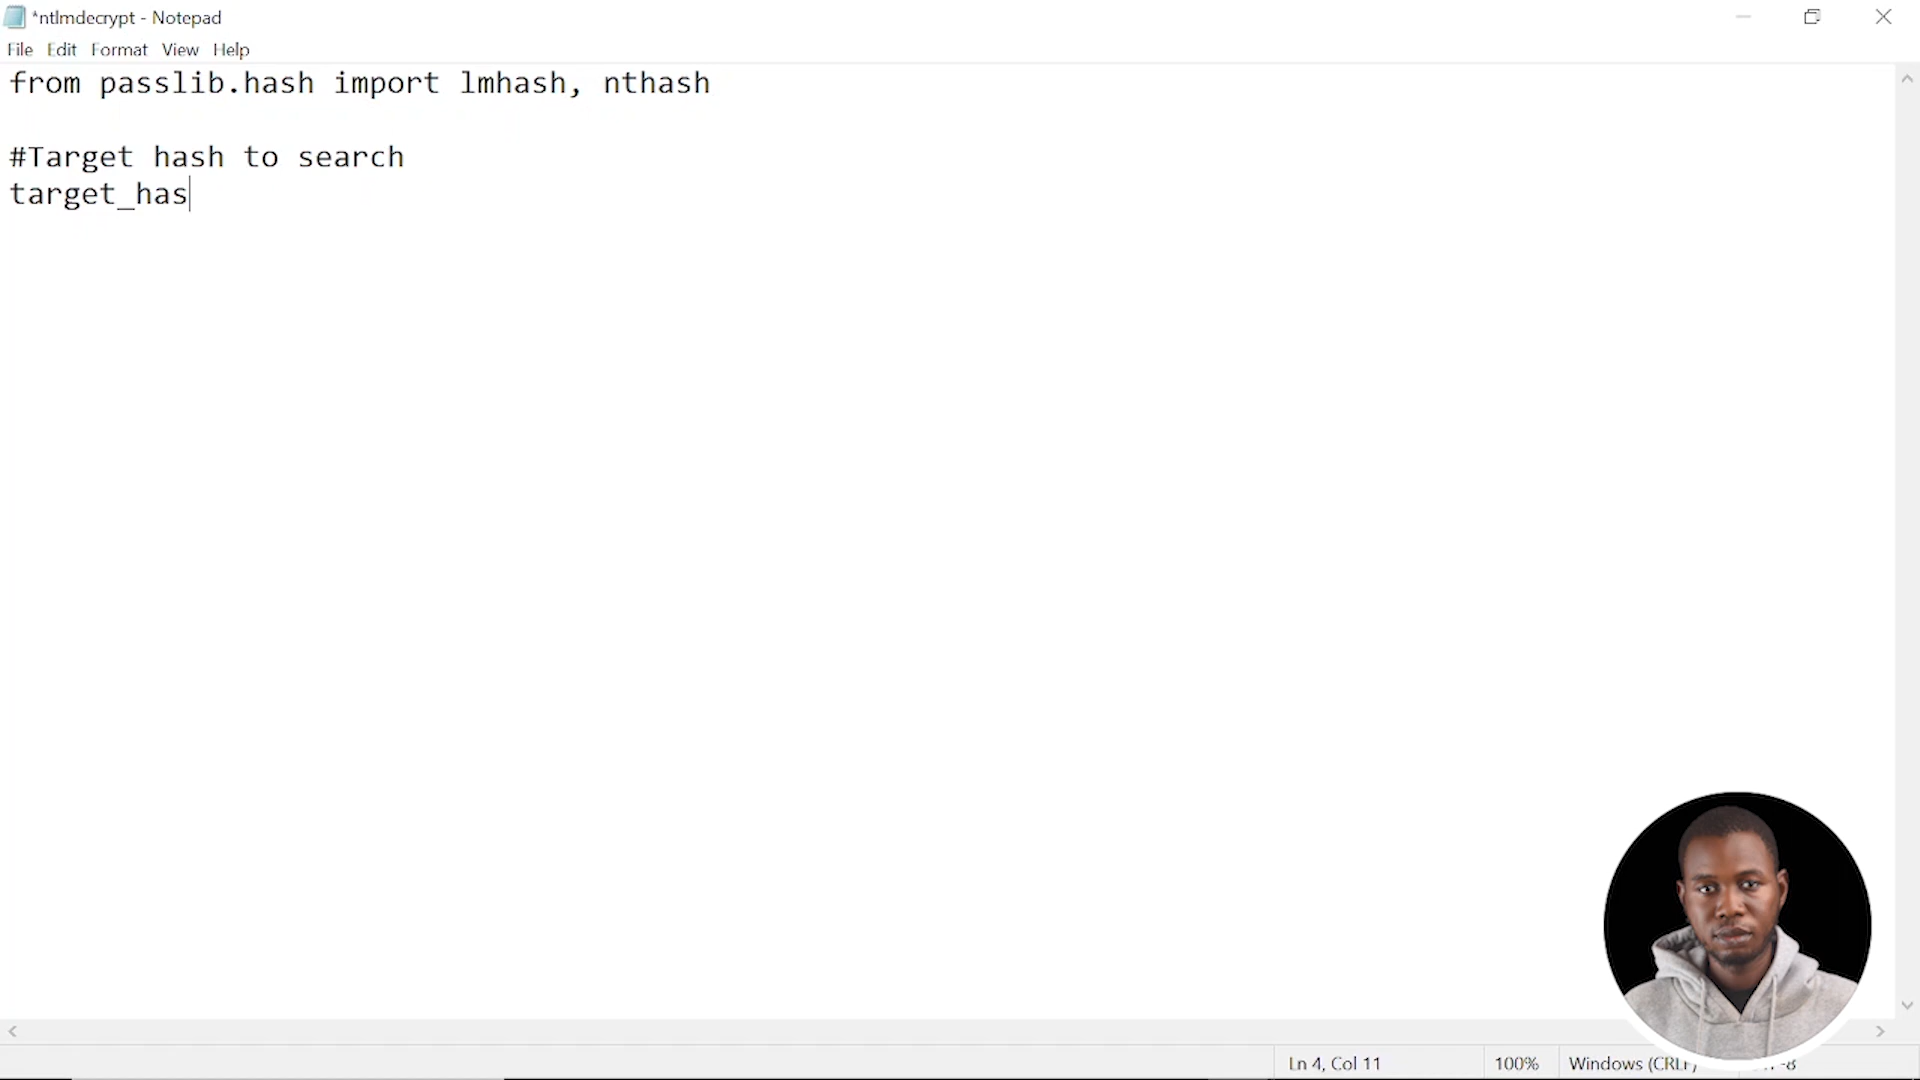 *ntlmdecrypt - Notepad
File Edit Format View Help
from passlib.hash import lmhash, nthash
#Target hash to search
target_has
Ln 4, Col 11 100% Windows (CRLF)